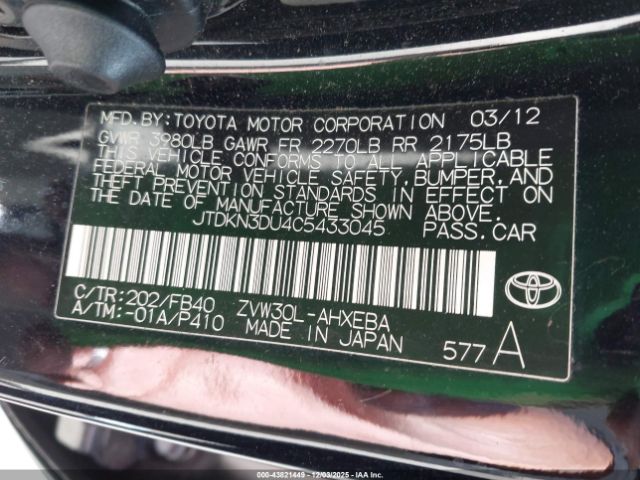 MFD. BY: TOYOTA MOTOR CORPORATION 03/12
GVWR 3980LB GAWR FR 2270LB RR 2175LB
THIS VEHICLE CONFORMS TO ALL APPLICABLE
FEDERAL MOTOR VEHICLE SAFETY, BUMPER, AND
THEFT PREVENTION STANDARDS IN EFFECT ON
THE DATE OF MANUFACTURE SHOWN ABOVE.
JTDKN3DU4C5433045 PASS. CAR
C/TR: 202/FB40 ZVW30L-AHXEBA
A/TM: -01A/P410 MADE IN JAPAN
TOYOTA
577 A
000-43821449 | 12/03/2025 | IAA Inc.